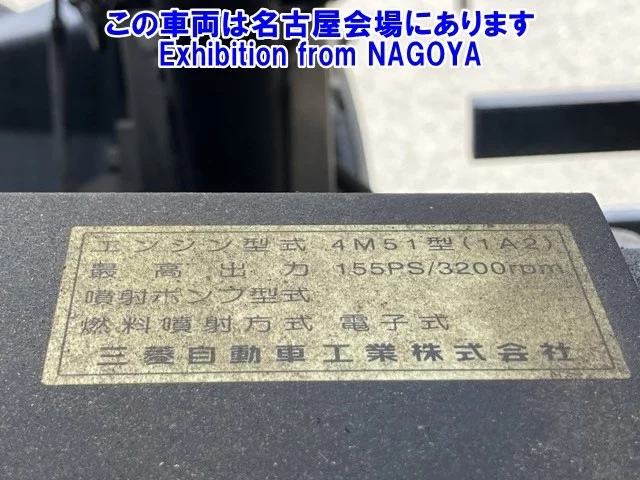 この車両は名古屋会場にあります
Exhibition from NAGOYA
エンジン型式 4M51型(1A2)
最高出力 155PS/3200rpm
噴射ポンプ型式
燃料噴射方式 電子式
三菱自動車工業株式会社